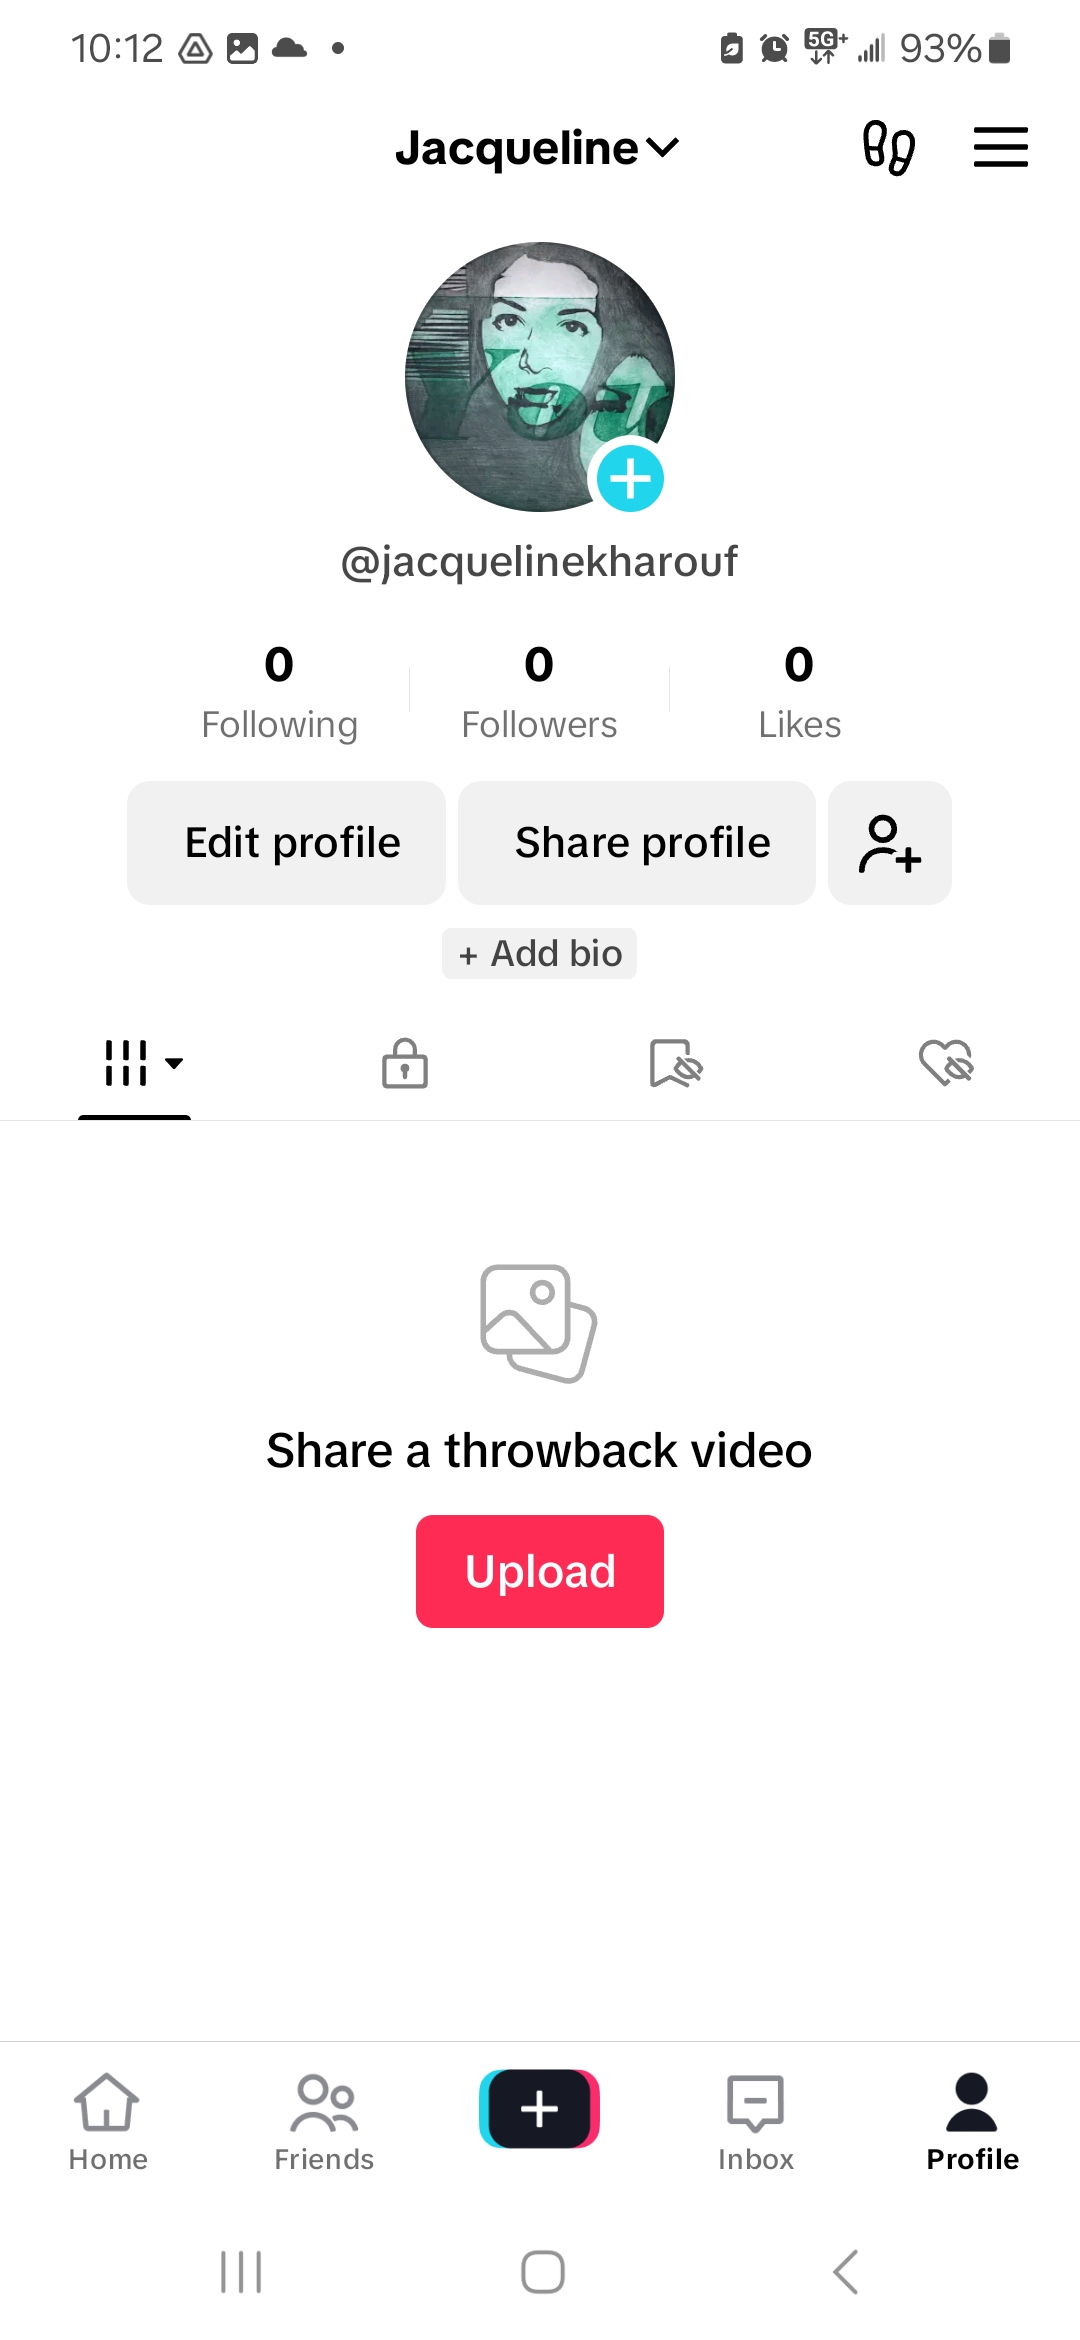 10:12 5G+ 93%
Jacqueline
You
@jacquelinekharouf
0 0 0
Following Followers Likes
Edit profile Share profile
+ Add bio
Share a throwback video
Upload
Home Friends Inbox Profile